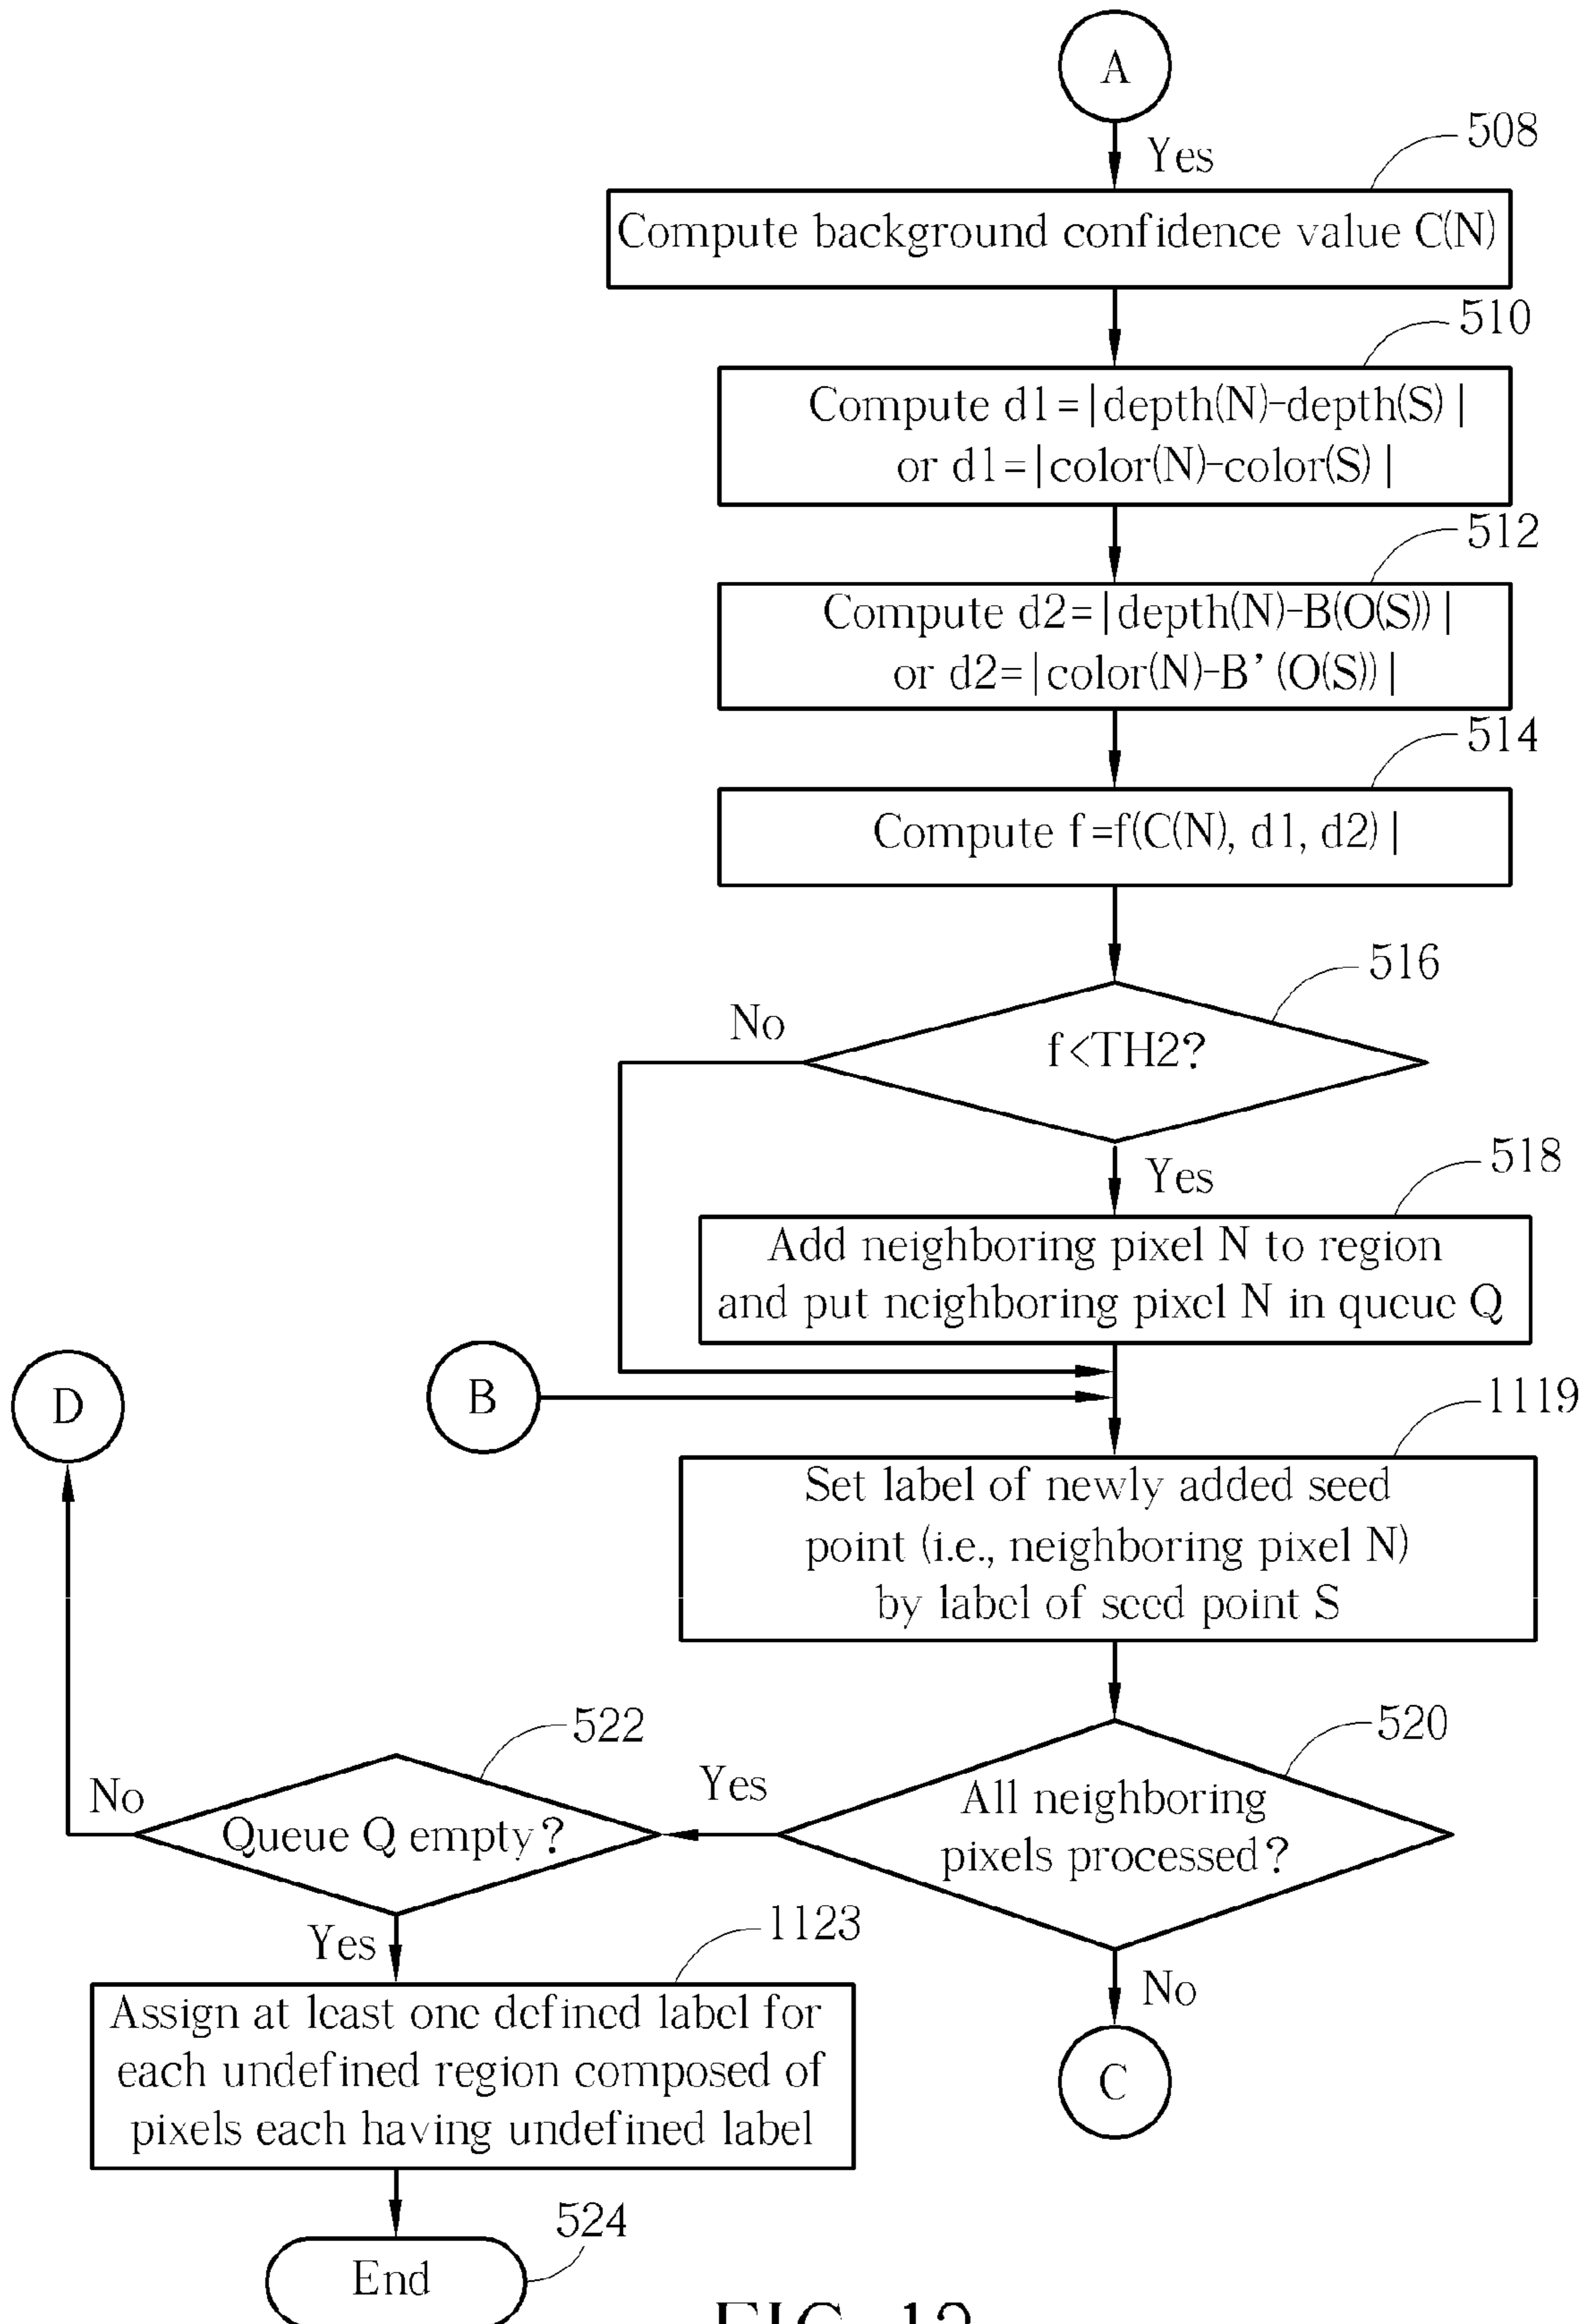 A
Yes
508
Compute background confidence value C(N)
510
Compute d1=|depth(N)-depth(S)|
or d1=|color(N)-color(S)|
512
Compute d2=|depth(N)-B(O(S))|
or d2=|color(N)-B’(O(S))|
514
Compute f=f(C(N), d1, d2)|
516
No
f<TH2?
Yes
518
Add neighboring pixel N to region
and put neighboring pixel N in queue Q
D
B
1119
Set label of newly added seed
point (i.e., neighboring pixel N)
by label of seed point S
522
520
No
Queue Q empty?
Yes
All neighboring
pixels processed?
Yes
1123
No
Assign at least one defined label for
each undefined region composed of
pixels each having undefined label
C
524
End